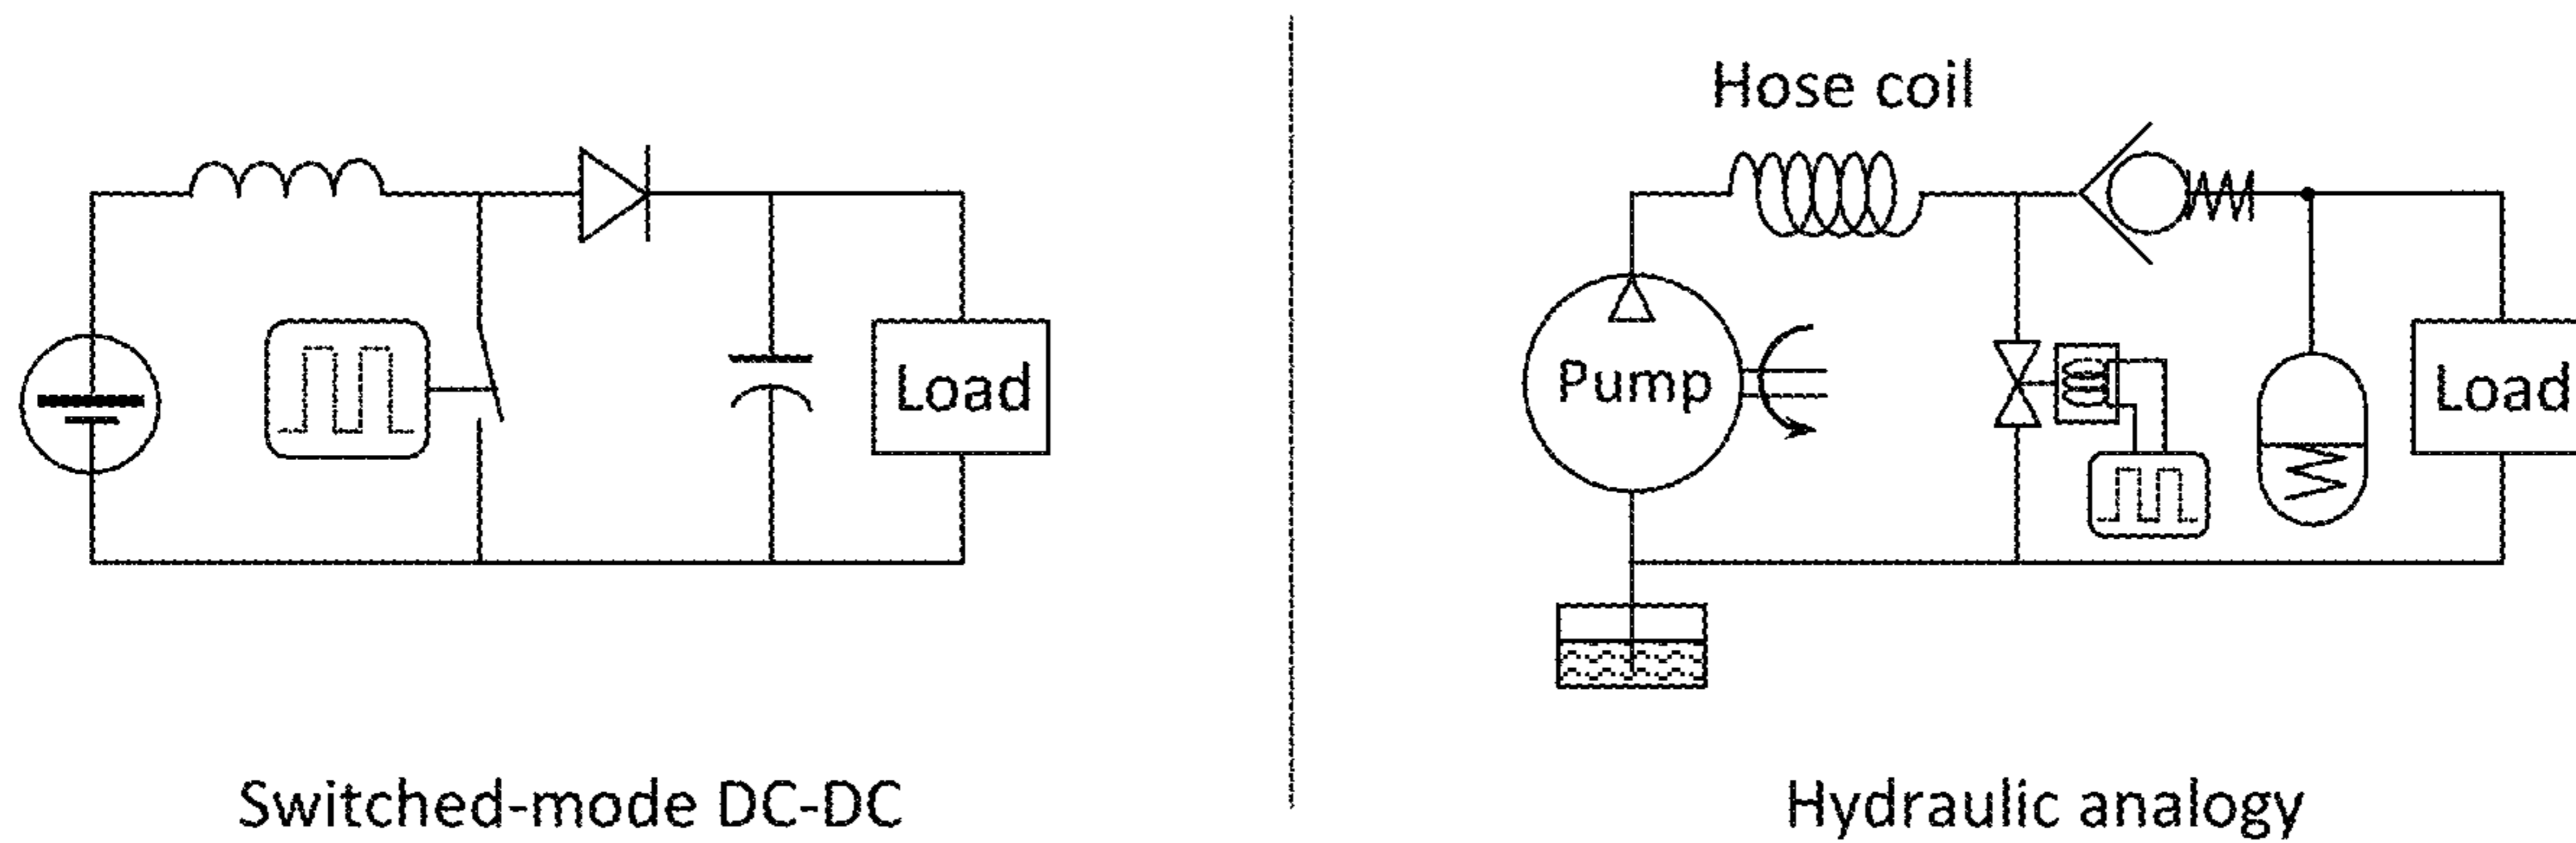 Hose coil
Load
Pump
Load
Switched-mode DC-DC
Hydraulic analogy